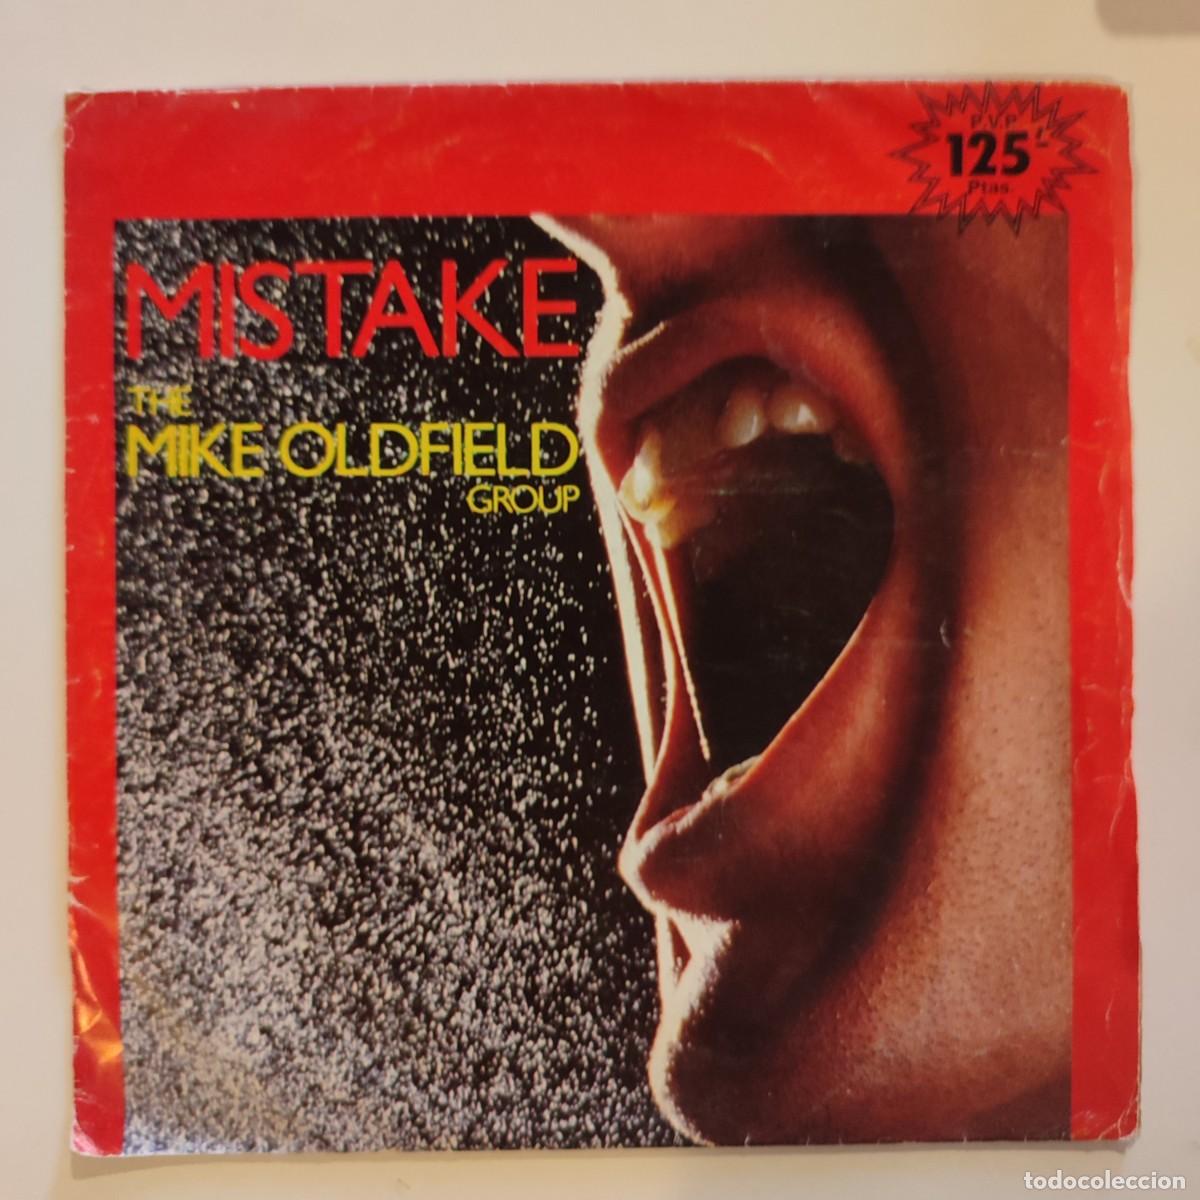 P.V.P.
125'
Ptas.
MISTAKE
THE
MIKE OLDFIELD
GROUP
todocoleccion